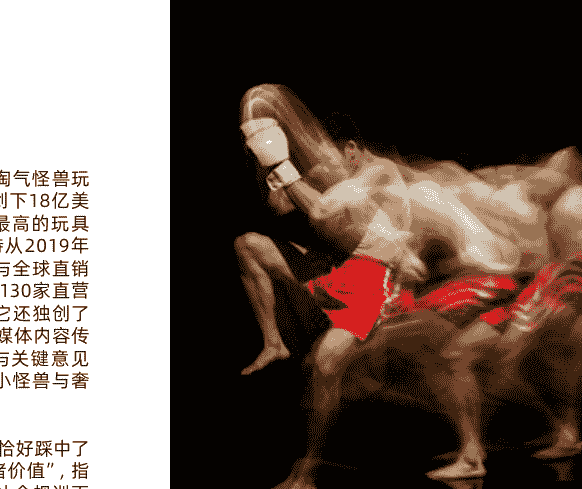 淘气怪兽玩
创下18亿美
最高的玩具
从2019年
与全球直销
130家直营
它还独创了
媒体内容传
与关键意见
小怪兽与奢
恰好踩中了
价值”, 指